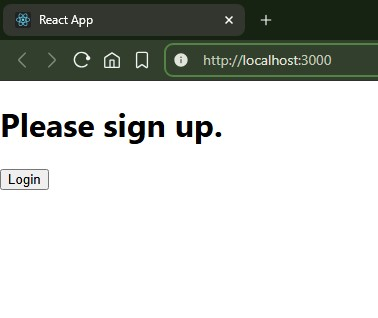 React App
http://localhost:3000
Please sign up.
Login